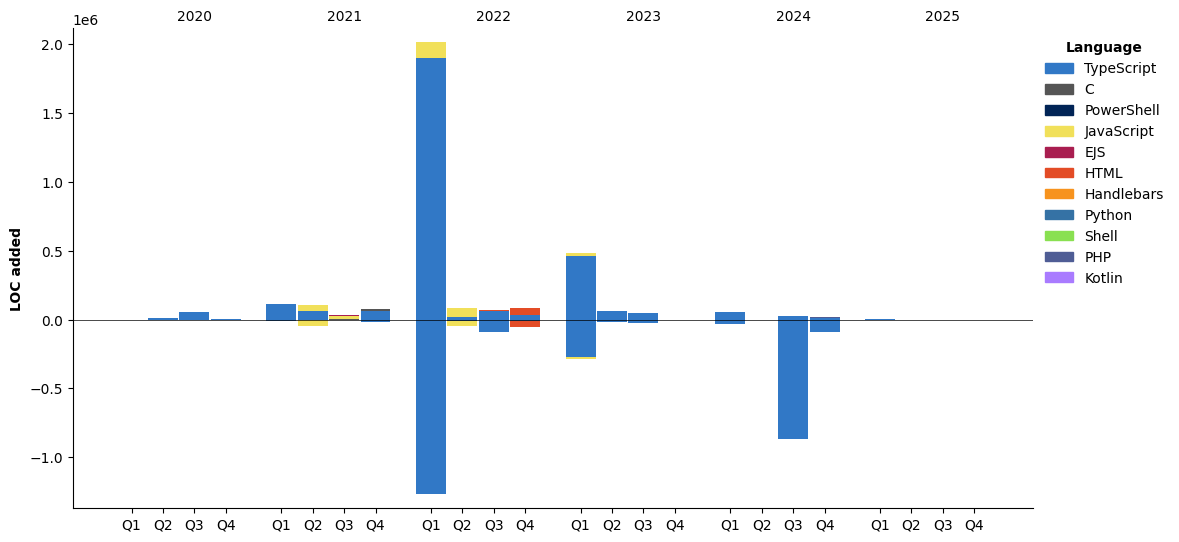 1e6
2020 2021 2022 2023 2024 2025
2.0
1.5
1.0
0.5
0.0
−0.5
−1.0
LOC added
Q1 Q2 Q3 Q4 Q1 Q2 Q3 Q4 Q1 Q2 Q3 Q4 Q1 Q2 Q3 Q4 Q1 Q2 Q3 Q4 Q1 Q2 Q3 Q4
Language
TypeScript
C
PowerShell
JavaScript
EJS
HTML
Handlebars
Python
Shell
PHP
Kotlin